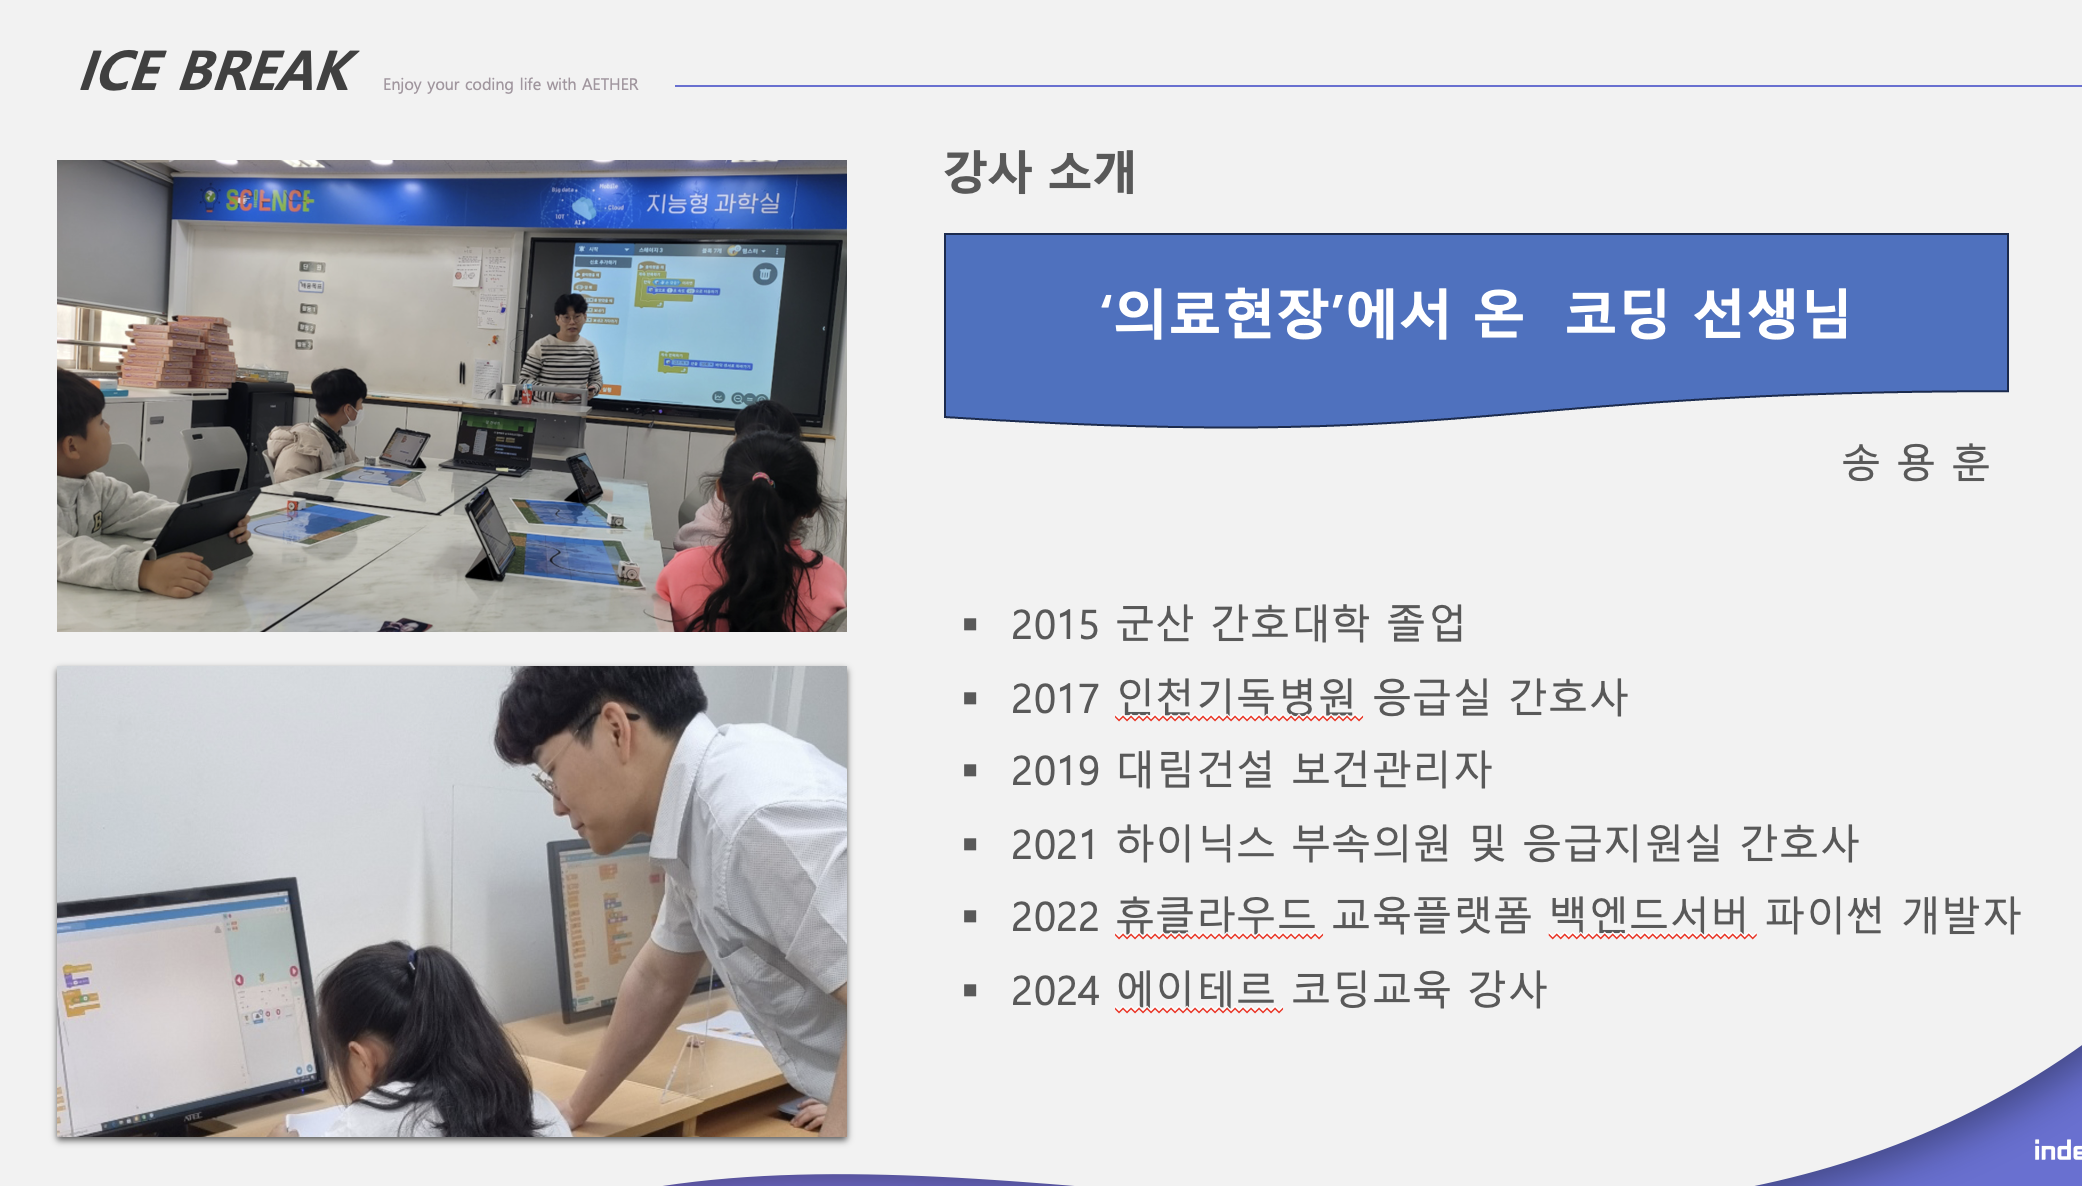 ICE BREAK
Enjoy your coding life with AETHER
SCIENCE
Big data
Mobile
Cloud
IOT
AI
지능형 과학실
강사 소개
‘의료현장’에서 온 코딩 선생님
송 용 훈
▪ 2015 군산 간호대학 졸업
▪ 2017 인천기독병원 응급실 간호사
▪ 2019 대림건설 보건관리자
▪ 2021 하이닉스 부속의원 및 응급지원실 간호사
▪ 2022 휴클라우드 교육플랫폼 백엔드서버 파이썬 개발자
▪ 2024 에이테르 코딩교육 강사
inde